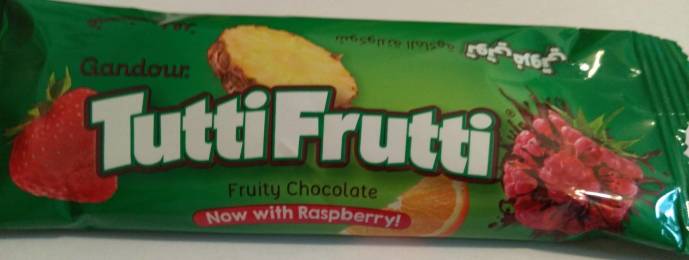 Gandour.
TuttiFrutti
Fruity Chocolate
Now with Raspberry!